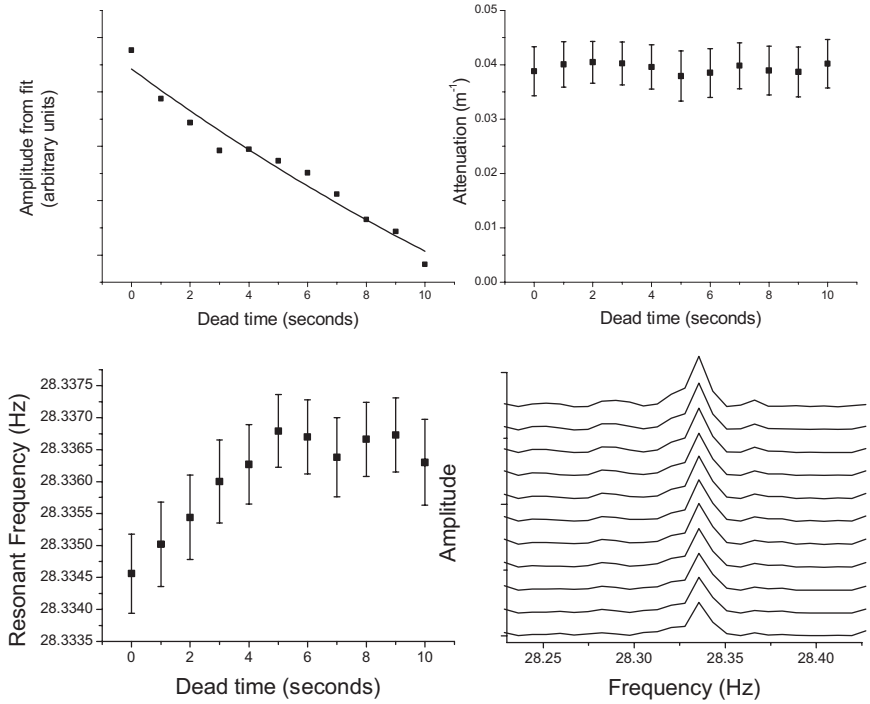 Amplitude from fit
(arbitrary units)
0 2 4 6 8 10
Dead time (seconds)
Attenuation (m⁻¹)
0.05
0.04
0.03
0.02
0.01
0.00
0 2 4 6 8 10
Dead time (seconds)
Resonant Frequency (Hz)
28.3375
28.3370
28.3365
28.3360
28.3355
28.3350
28.3345
28.3340
28.3335
0 2 4 6 8 10
Dead time (seconds)
Amplitude
28.25 28.30 28.35 28.40
Frequency (Hz)